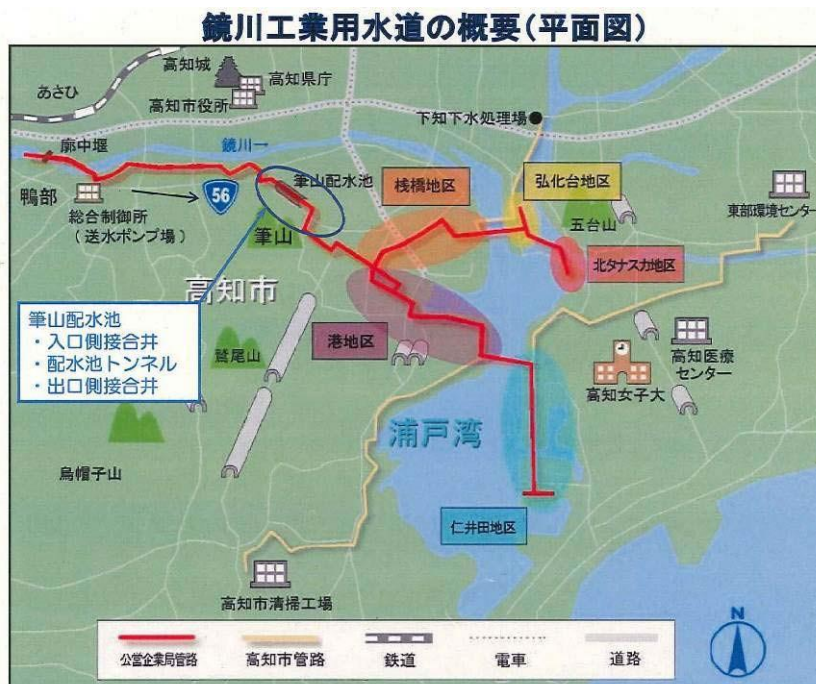 鏡川工業用水道の概要(平面図)
高知城
高知県庁
あさひ
高知市役所
下知下水処理場
廓中堰
鏡川→
筆山配水池
桟橋地区
弘化台地区
鴨部
56
総合制御所
(送水ポンプ場)
五台山
東部環境センター
筆山
北タナスカ地区
高知市
筆山配水池
・入口側接合井
・配水池トンネル
・出口側接合井
鷲尾山
港地区
高知医療
センター
高知女子大
浦戸湾
烏帽子山
仁井田地区
高知市清掃工場
N
公営企業局管路
高知市管路
鉄道
電車
道路